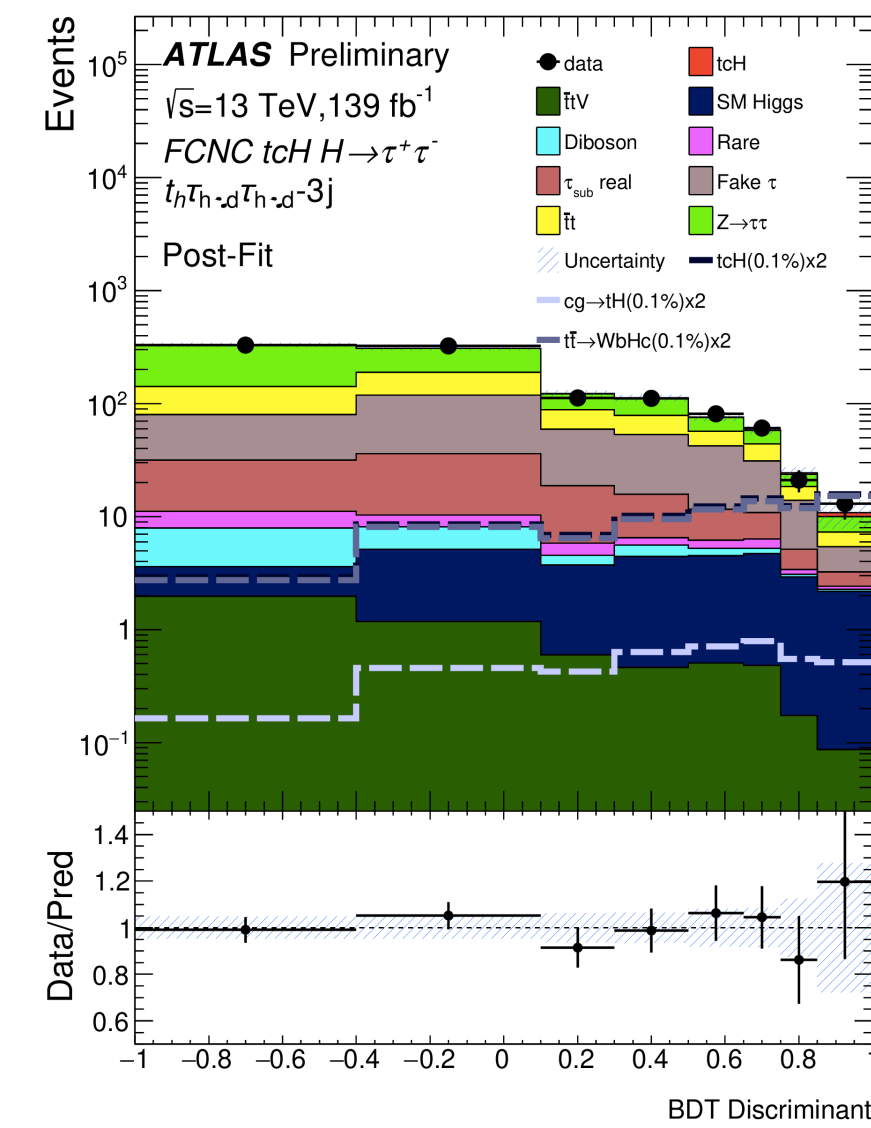 Events
10⁵
10⁴
10³
10²
10
1
10⁻¹
ATLAS Preliminary
√s=13 TeV,139 fb⁻¹
FCNC tcH H→τ⁺τ⁻
-3j
Post-Fit
data
tcH
t̄tV
SM Higgs
Diboson
Rare
τsub real
Fake τ
t̄t
Z→ττ
Uncertainty
tcH(0.1%)x2
cg→tH(0.1%)x2
tt̄→WbHc(0.1%)x2
Data/Pred
1.4
1.2
1
0.8
0.6
−1 −0.8 −0.6 −0.4 −0.2 0 0.2 0.4 0.6 0.8
BDT Discriminant